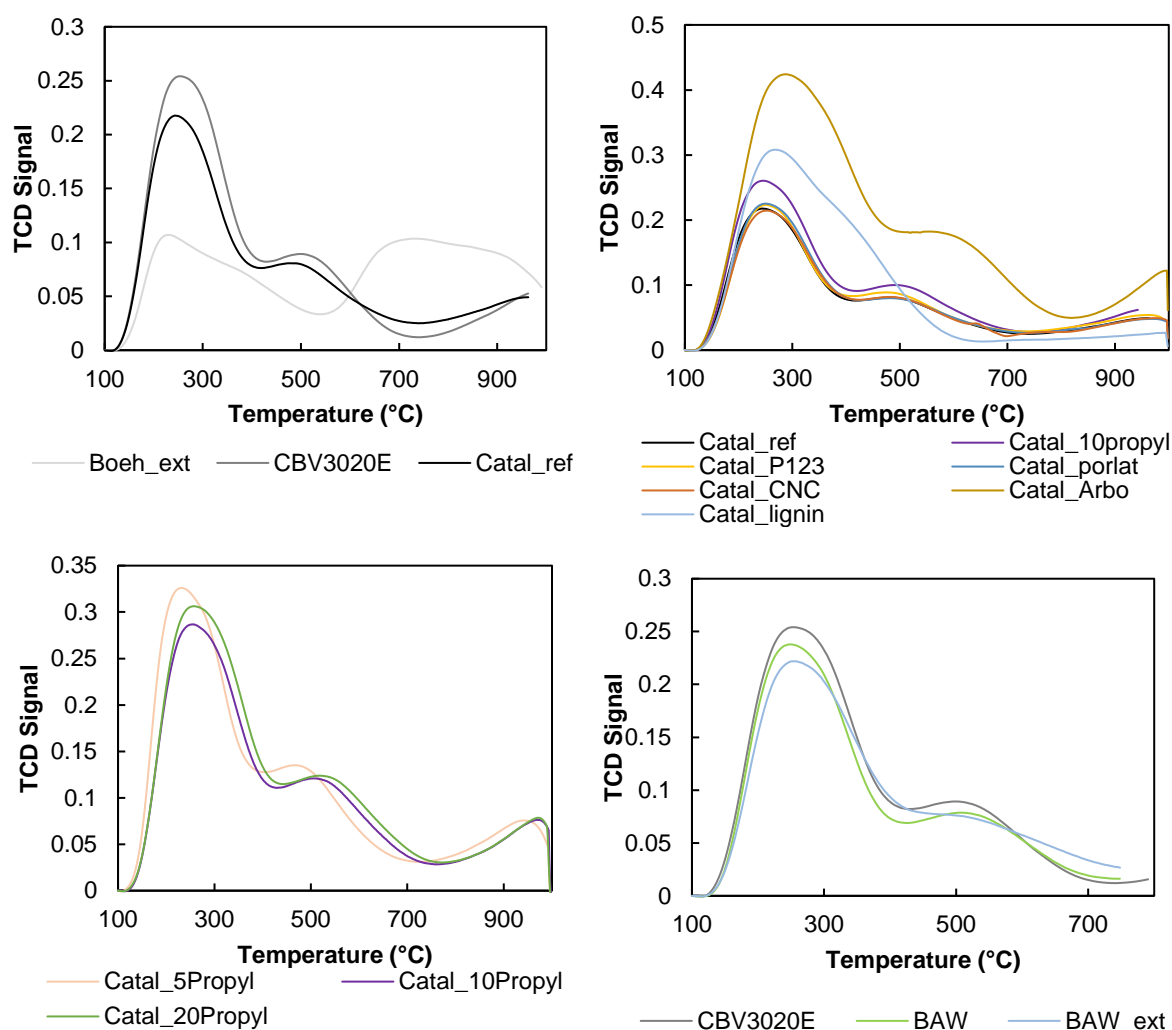 0.3
0.25
0.2
0.15
0.1
0.05
0
TCD Signal
100 300 500 700 900
Temperature (°C)
Boeh_ext CBV3020E Catal_ref
0.5
0.4
0.3
0.2
0.1
0
TCD Signal
100 300 500 700 900
Temperature (°C)
Catal_ref Catal_10propyl
Catal_P123 Catal_porlat
Catal_CNC Catal_Arbo
Catal_lignin
0.35
0.3
0.25
0.2
0.15
0.1
0.05
0
TCD Signal
100 300 500 700 900
Temperature (°C)
Catal_5Propyl Catal_10Propyl
Catal_20Propyl
0.3
0.25
0.2
0.15
0.1
0.05
0
TCD Signal
100 300 500 700
Temperature (°C)
CBV3020E BAW BAW_ext